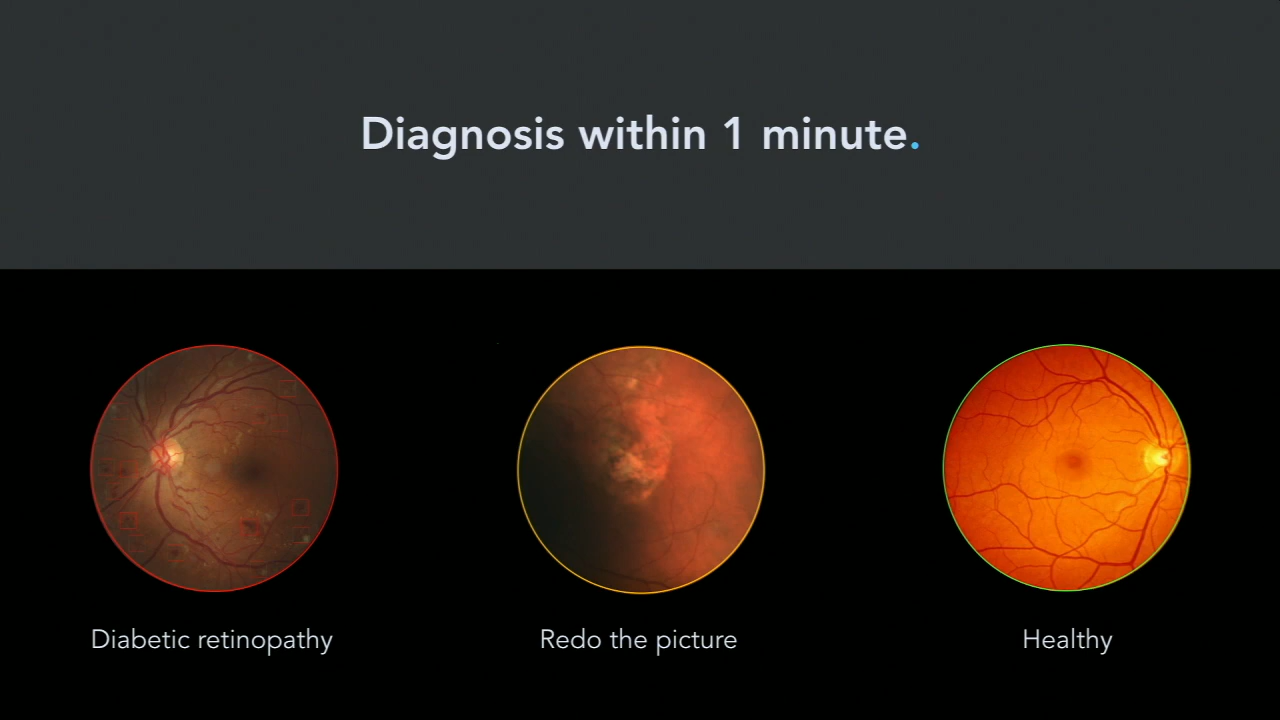 Diagnosis within 1 minute.
Diabetic retinopathy
Redo the picture
Healthy